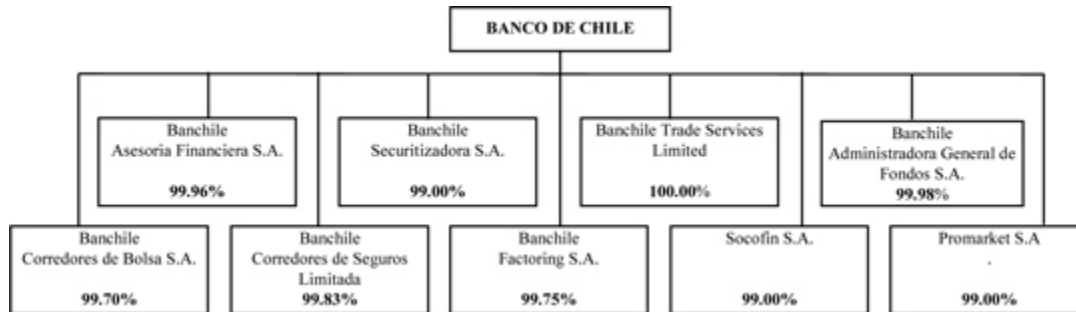 BANCO DE CHILE
Banchile
Asesoria Financiera S.A.
99.96%
Banchile
Securitizadora S.A.
99.00%
Banchile Trade Services
Limited
100.00%
Banchile
Administradora General de
Fondos S.A.
99.98%
Banchile
Corredores de Bolsa S.A.
99.70%
Banchile
Corredores de Seguros
Limitada
99.83%
Banchile
Factoring S.A.
99.75%
Socofin S.A.
99.00%
Promarket S.A
.
99.00%